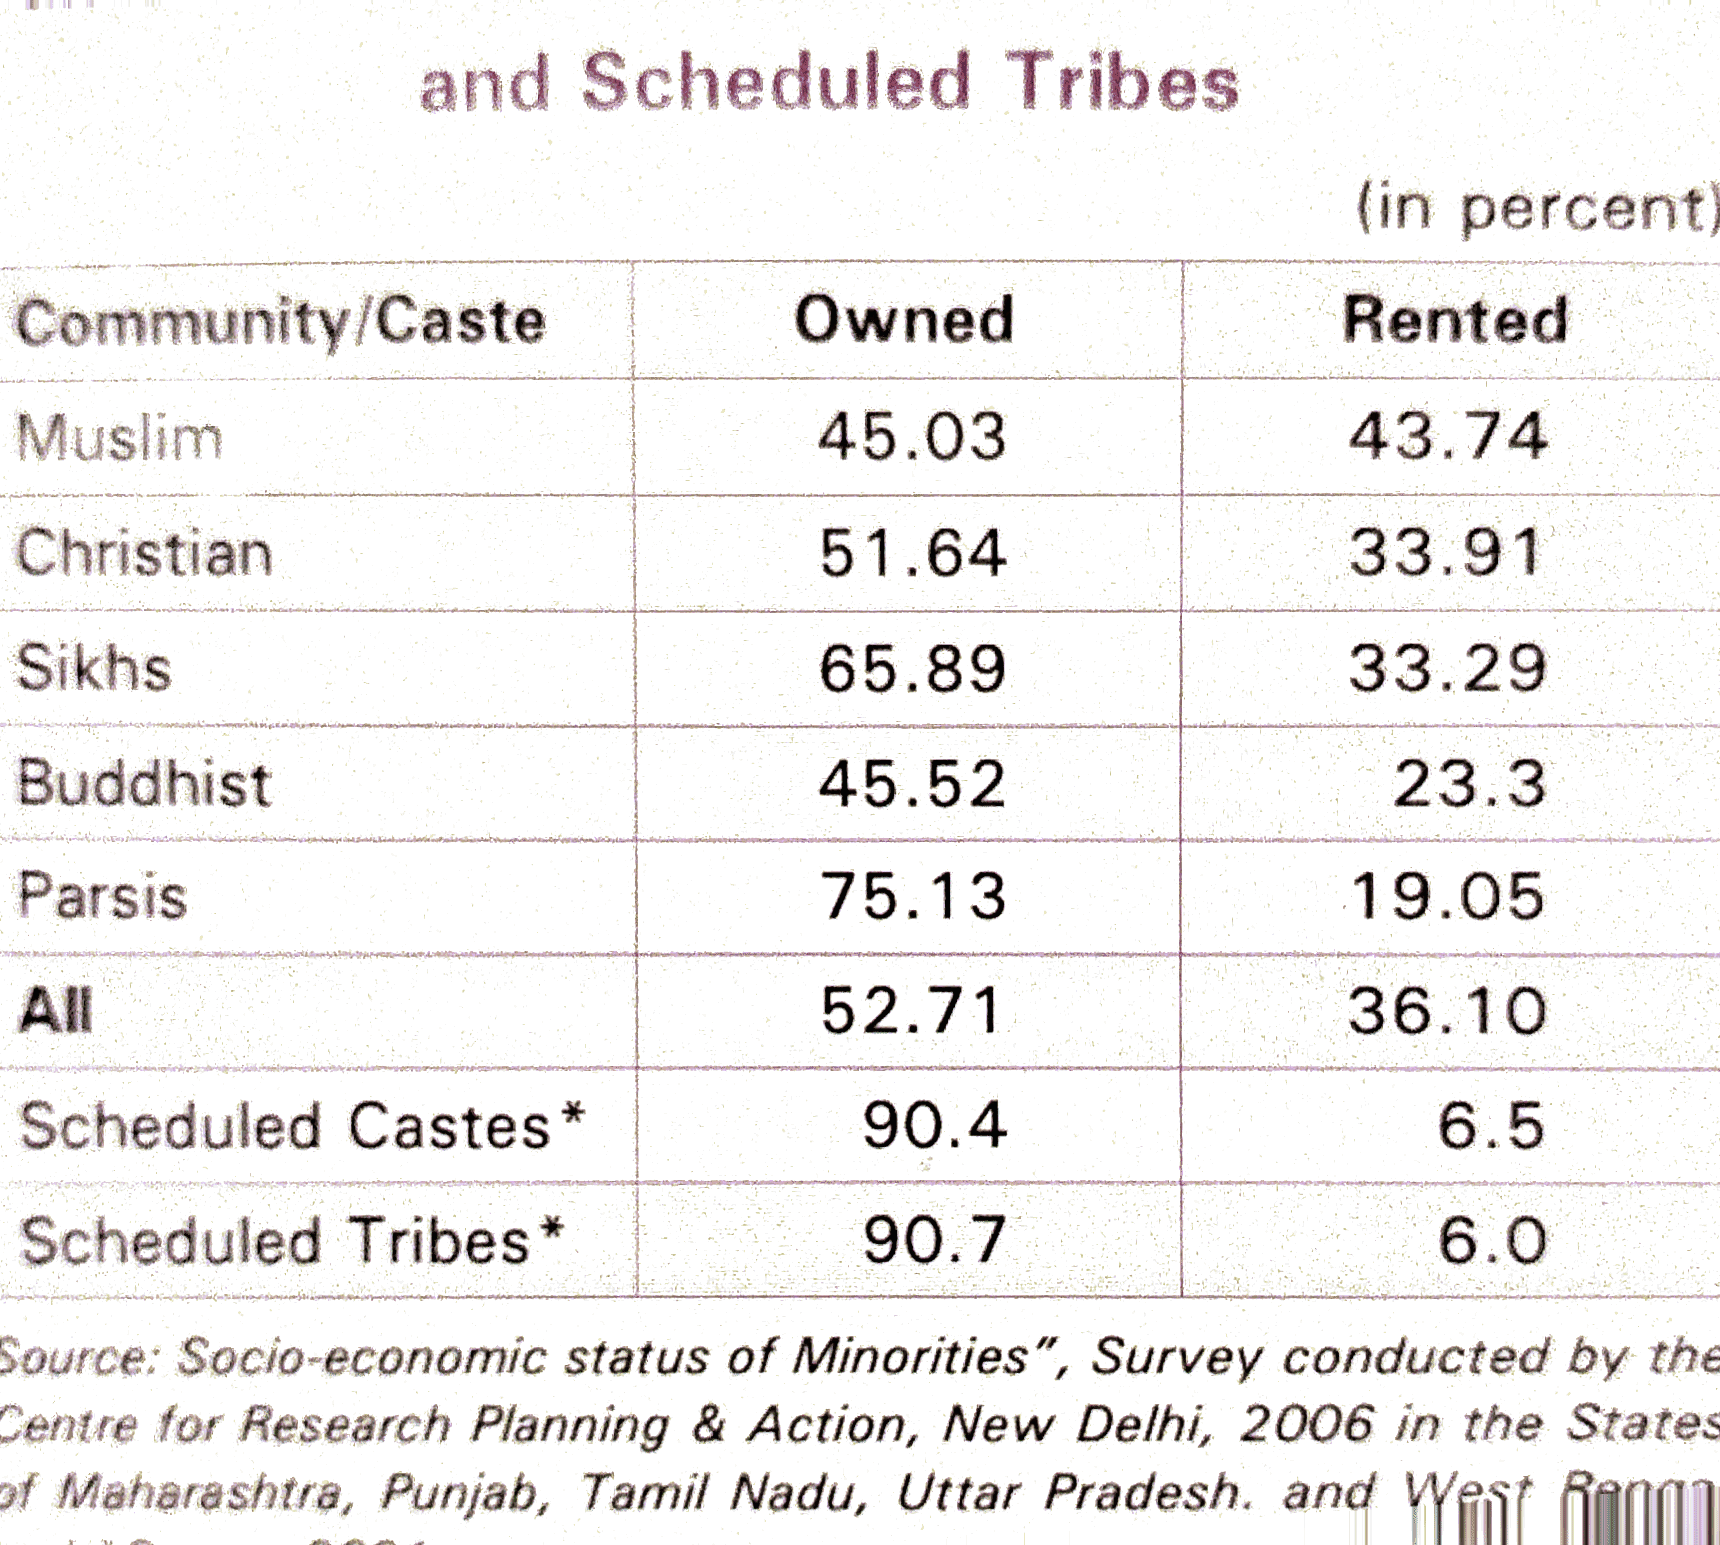 and Scheduled Tribes
(in percent)
Community/Caste Owned Rented
Muslim 45.03 43.74
Christian 51.64 33.91
Sikhs 65.89 33.29
Buddhist 45.52 23.3
Parsis 75.13 19.05
All 52.71 36.10
Scheduled Castes* 90.4 6.5
Scheduled Tribes* 90.7 6.0
Source: Socio-economic status of Minorities", Survey conducted by the
Centre for Research Planning & Action, New Delhi, 2006 in the States
of Maharashtra, Punjab, Tamil Nadu, Uttar Pradesh. and West